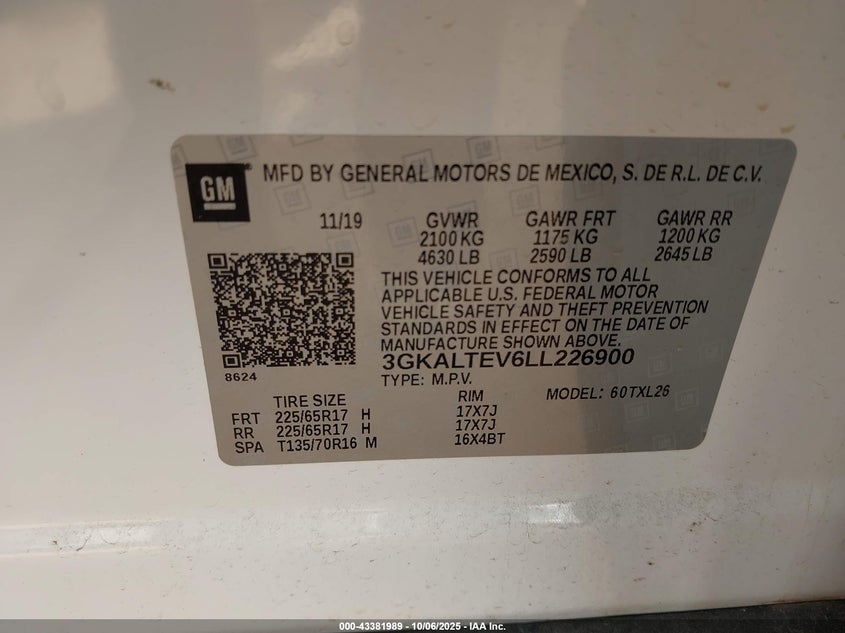 GM
MFD BY GENERAL MOTORS DE MEXICO, S. DE R.L. DE C.V.
11/19 GVWR GAWR FRT GAWR RR
2100 KG 1175 KG 1200 KG
4630 LB 2590 LB 2645 LB
THIS VEHICLE CONFORMS TO ALL
APPLICABLE U.S. FEDERAL MOTOR
VEHICLE SAFETY AND THEFT PREVENTION
STANDARDS IN EFFECT ON THE DATE OF
MANUFACTURE SHOWN ABOVE.
3GKALTEV6LL226900
8624
TYPE: M.P.V.
TIRE SIZE RIM MODEL: 60TXL26
FRT 225/65R17 H 17X7J
RR 225/65R17 H 17X7J
SPA T135/70R16 M 16X4BT
000-43381989 - 10/06/2025 - IAA Inc.